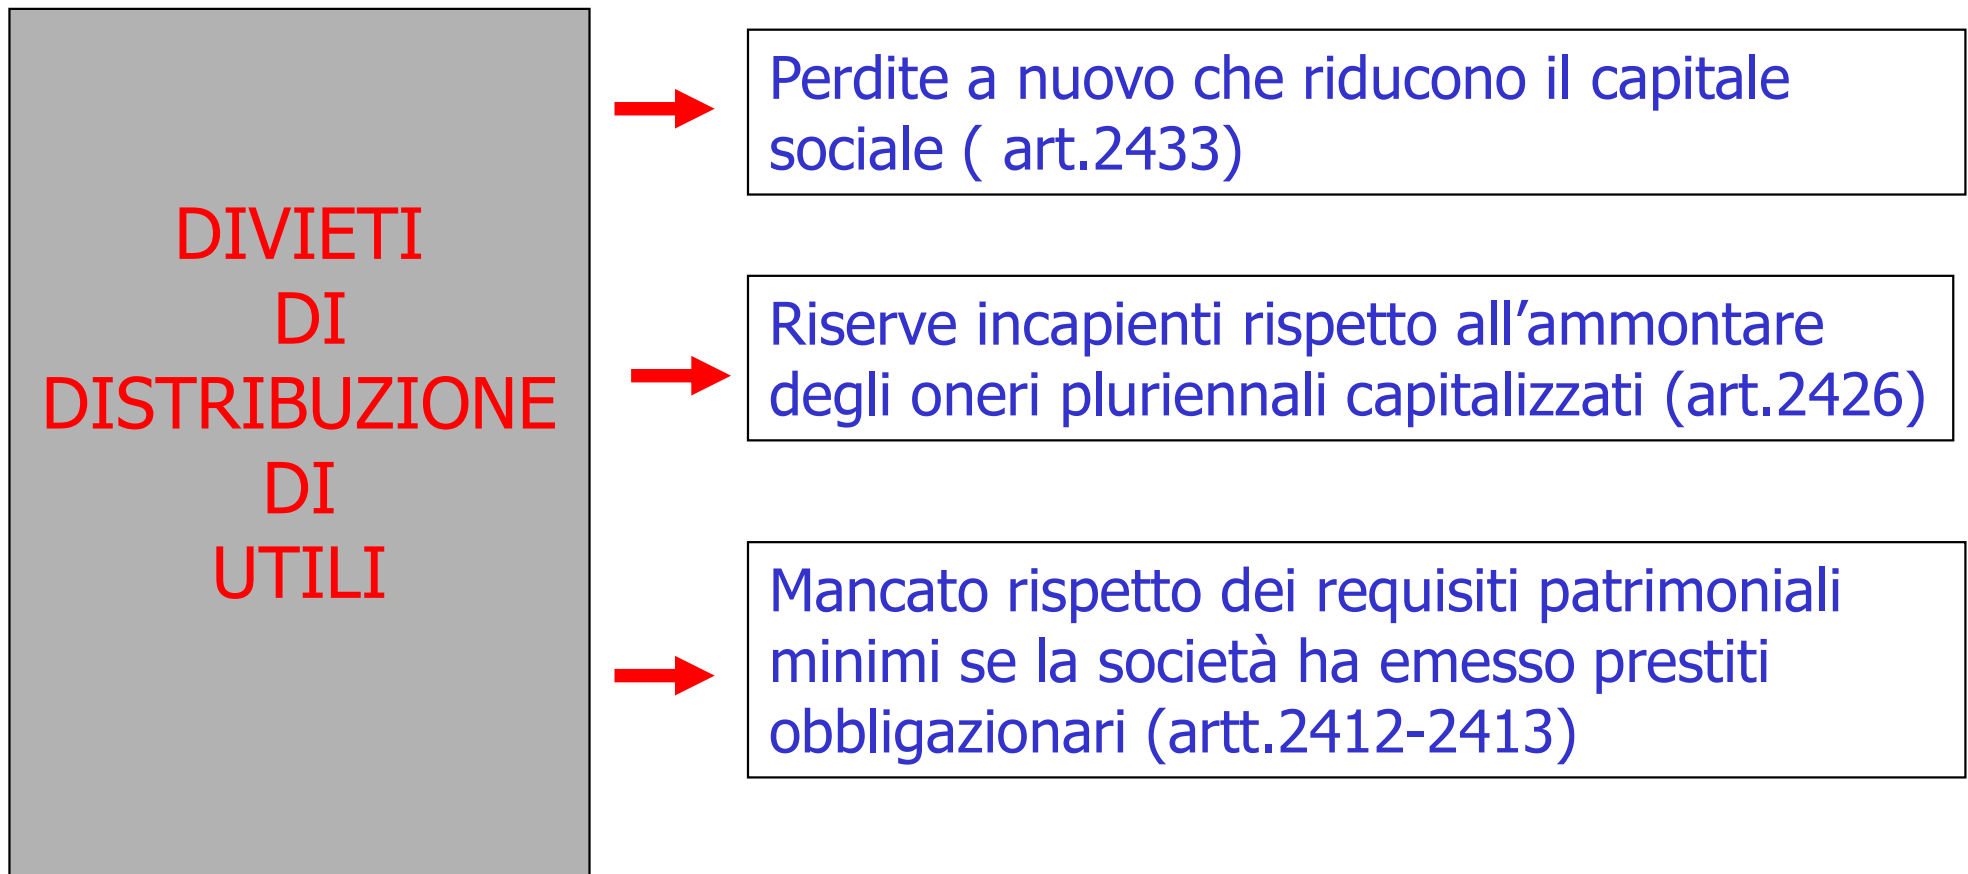 DIVIETI
DI
DISTRIBUZIONE
DI
UTILI
Perdite a nuovo che riducono il capitale
sociale ( art.2433)
Riserve incapienti rispetto all’ammontare
degli oneri pluriennali capitalizzati (art.2426)
Mancato rispetto dei requisiti patrimoniali
minimi se la società ha emesso prestiti
obbligazionari (artt.2412-2413)